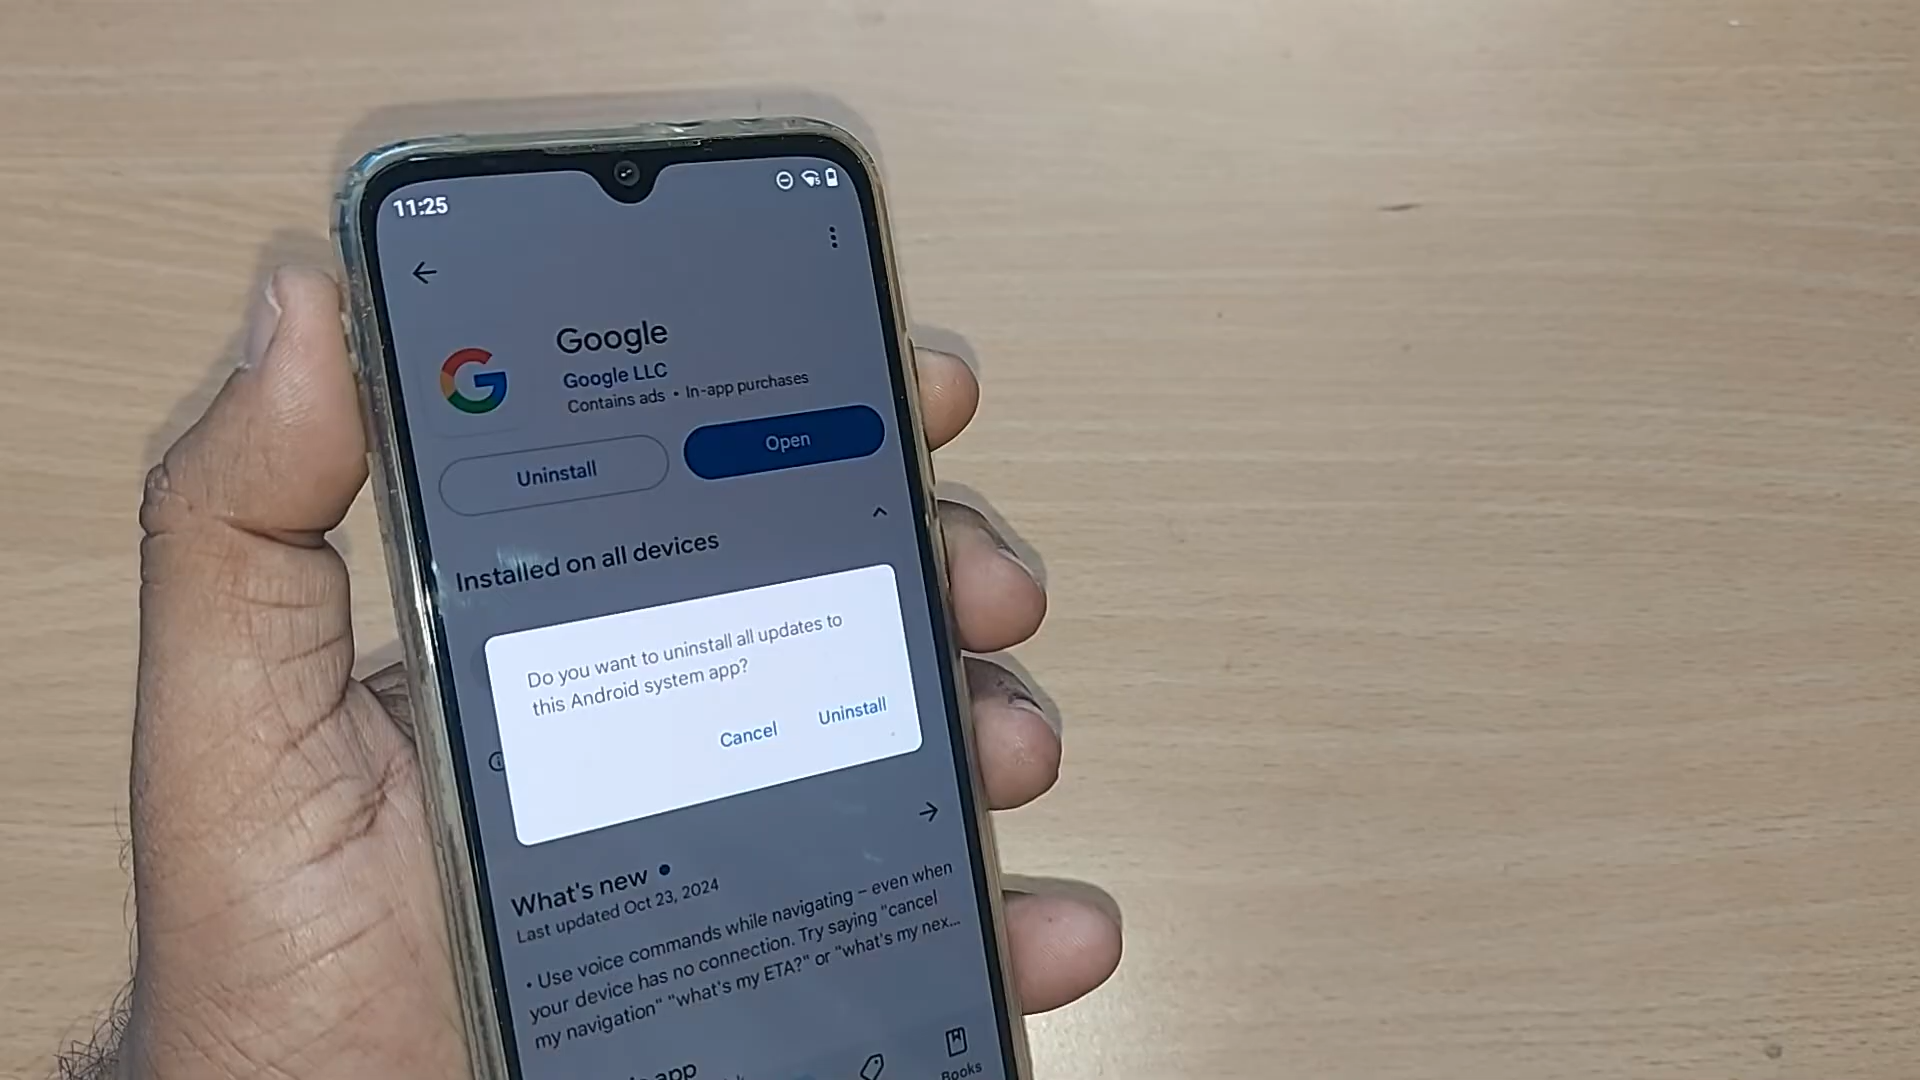 11:25
Google
Google LLC
Contains ads • In-app purchases
Uninstall
Open
Installed on all devices
Do you want to uninstall all updates to
this Android system app?
Cancel
Uninstall
What's new •
Last updated Oct 23, 2024
• Use voice commands while navigating – even when
your device has no connection. Try saying "cancel
my navigation" "what's my ETA?" or "what's my nex...
app
Books